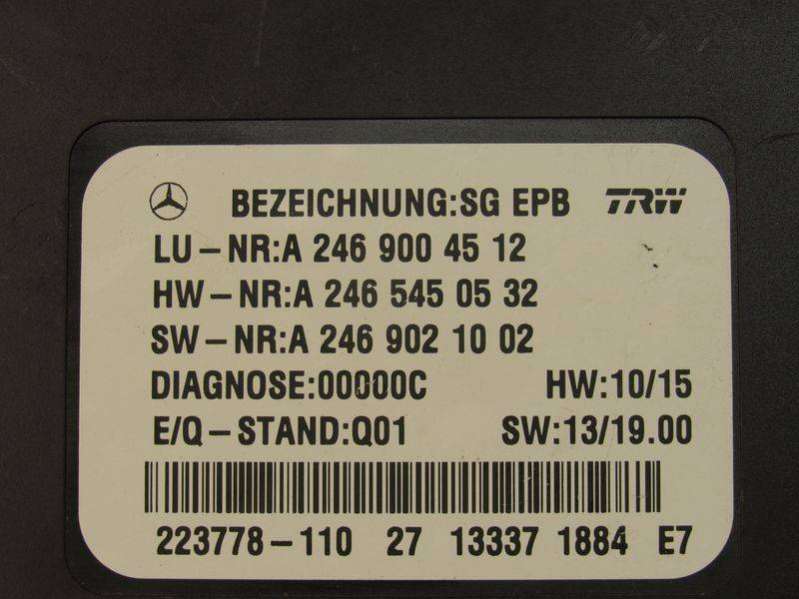 BEZEICHNUNG:SG EPB TRW
LU-NR:A 246 900 45 12
HW-NR:A 246 545 05 32
SW-NR:A 246 902 10 02
DIAGNOSE:00000C HW:10/15
E/Q-STAND:Q01 SW:13/19.00
223778-110 27 13337 1884 E7